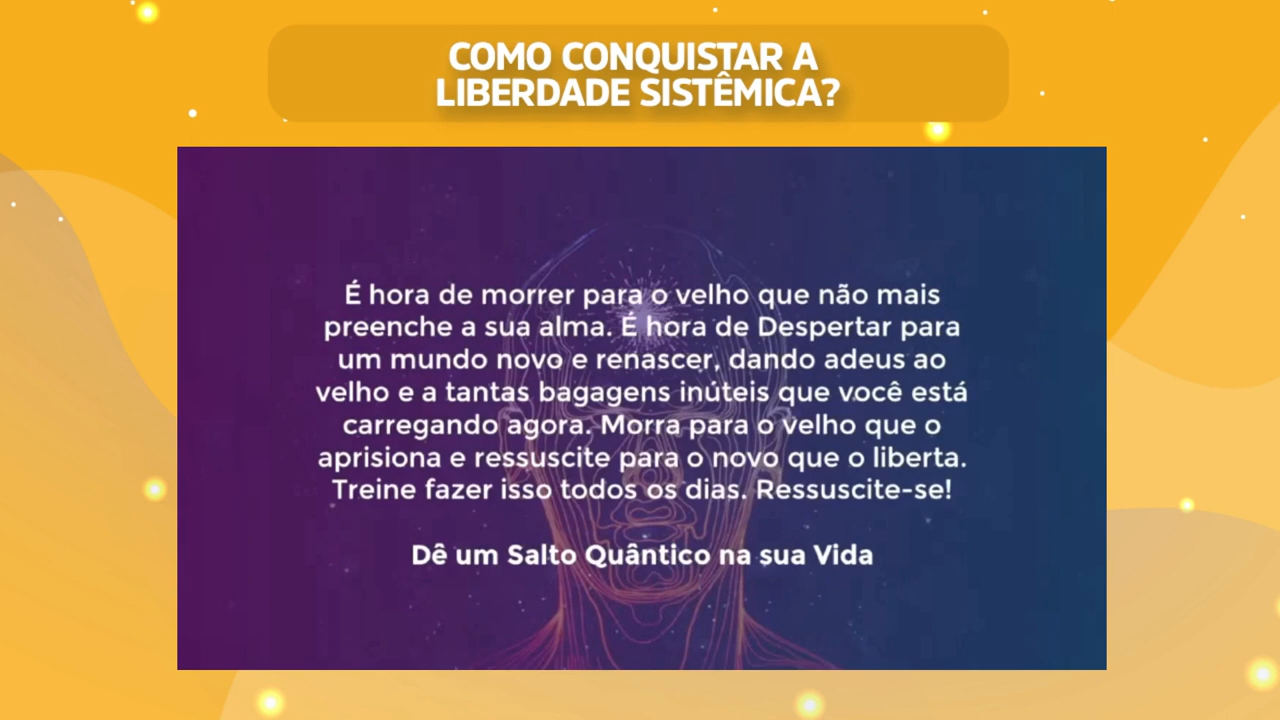 COMO CONQUISTAR A
LIBERDADE SISTÊMICA?
É hora de morrer para o velho que não mais
preenche a sua alma. É hora de Despertar para
um mundo novo e renascer, dando adeus ao
velho e a tantas bagagens inúteis que você está
carregando agora. Morra para o velho que o
aprisiona e ressuscite para o novo que o liberta.
Treine fazer isso todos os dias. Ressuscite-se!
Dê um Salto Quântico na sua Vida